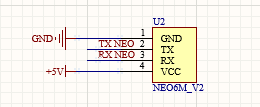 U2
GND
1
GND
TX NEO
2
TX
RX NEO
3
RX
+5V
4
VCC
NEO6M_V2